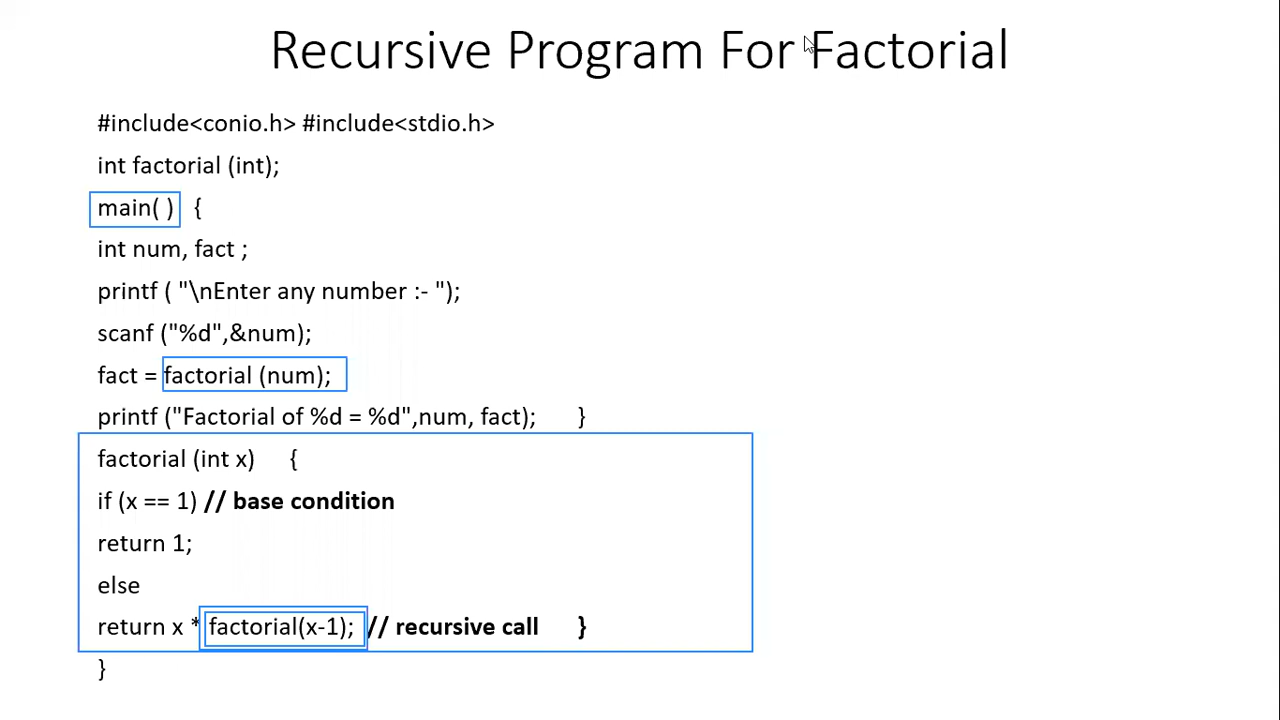 Recursive Program For Factorial
#include<conio.h> #include<stdio.h>
int factorial (int);
main( ) {
int num, fact ;
printf ( "\nEnter any number :- ");
scanf ("%d",&num);
fact = factorial (num);
printf ("Factorial of %d = %d",num, fact); }
factorial (int x) {
if (x == 1) // base condition
return 1;
else
return x * factorial(x-1); // recursive call }
}